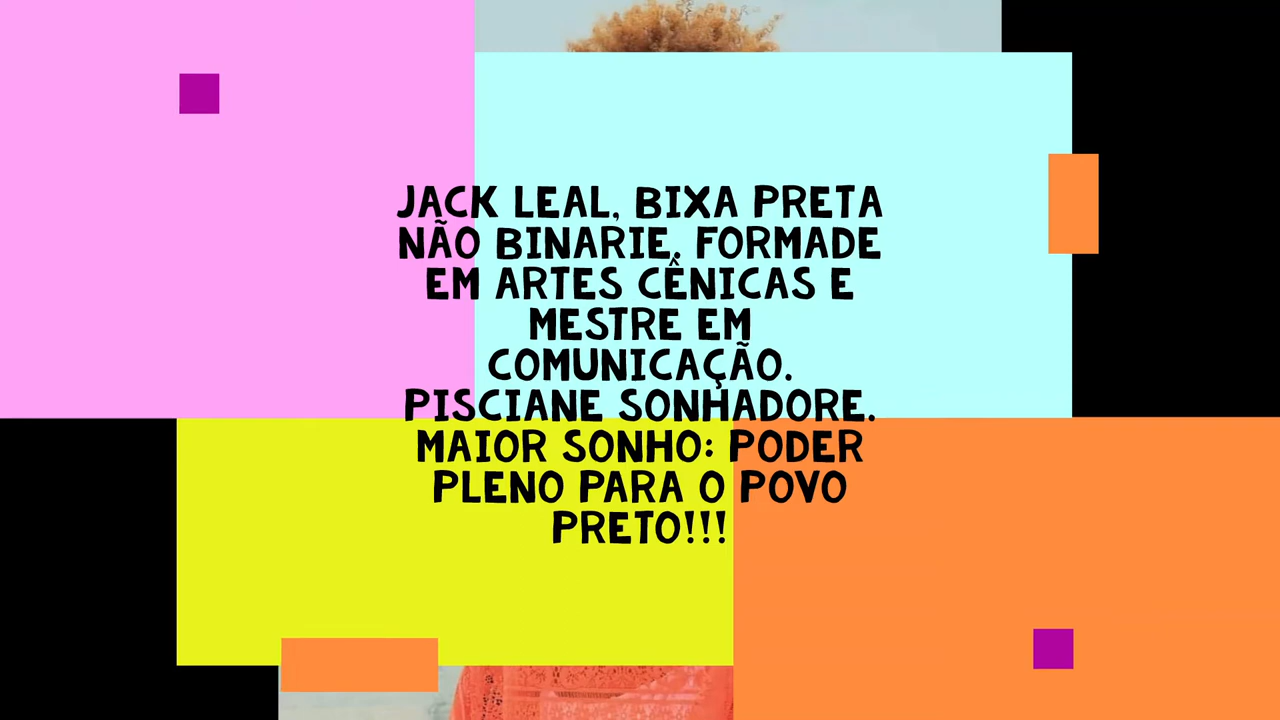 JACK LEAL, BIXA PRETA
NÃO BINARIE. FORMADE
EM ARTES CÊNICAS E
MESTRE EM
COMUNICAÇÃO.
PISCIANE SONHADORE.
MAIOR SONHO: PODER
PLENO PARA O POVO
PRETO!!!